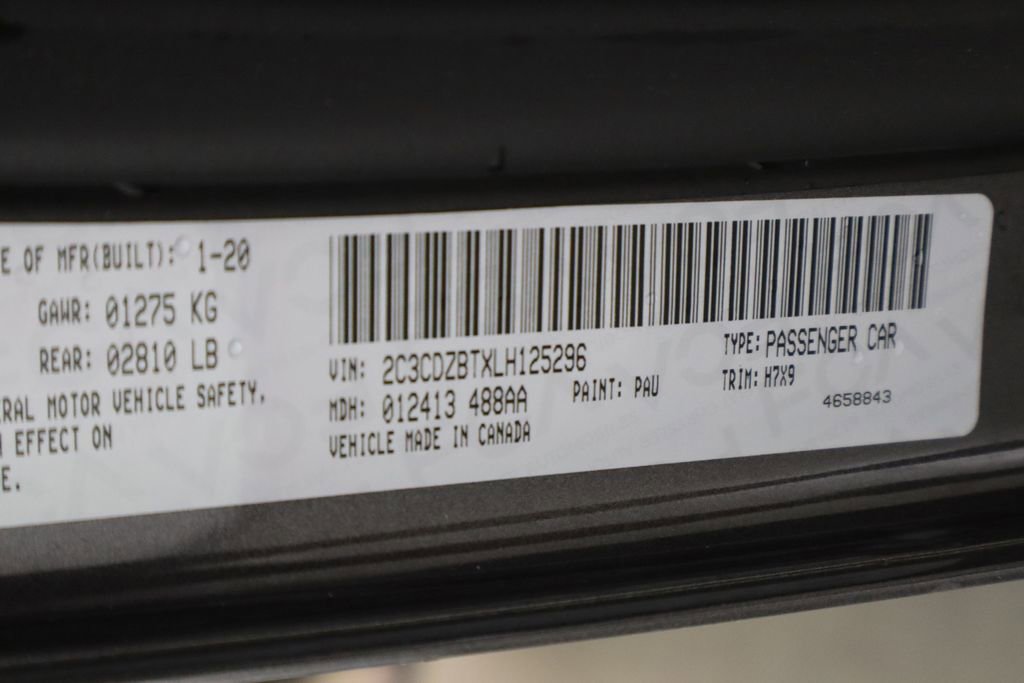 E OF MFR(BUILT): 1-20
GAWR: 01275 KG
REAR: 02810 LB
ERAL MOTOR VEHICLE SAFETY,
EFFECT ON
E.
VIN: 2C3CDZBTXLH125296
MDH: 012413 488AA
PAINT: PAU
VEHICLE MADE IN CANADA
TYPE: PASSENGER CAR
TRIM: H7X9
4658843